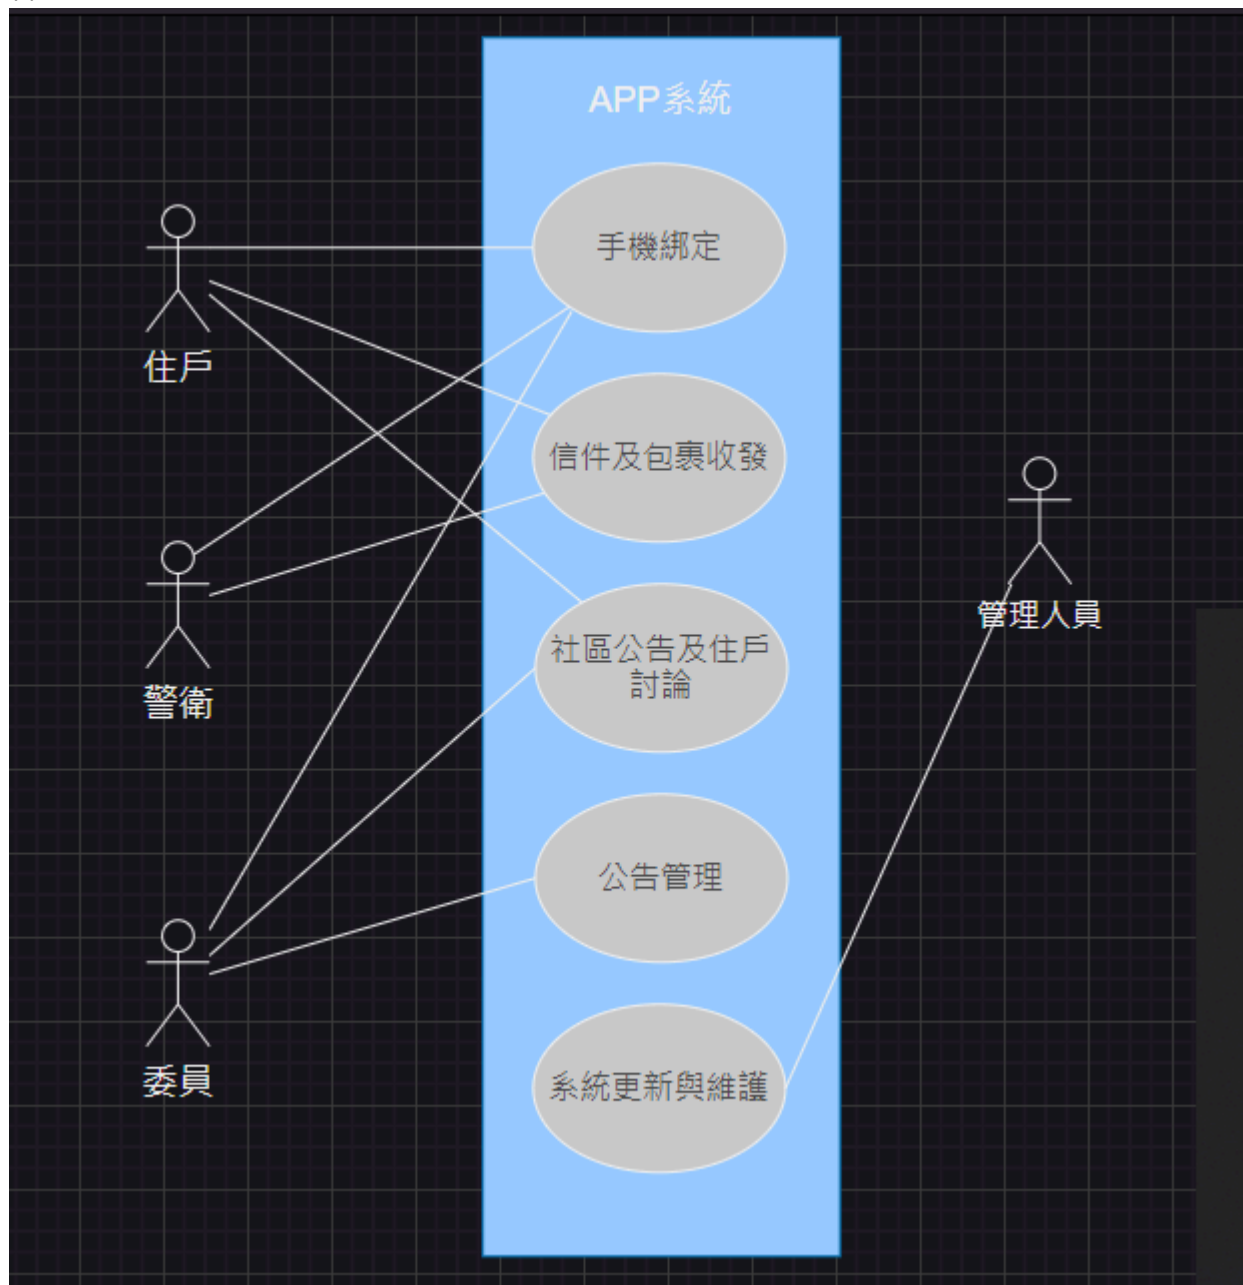 APP系統
手機綁定
住戶
信件及包裹收發
管理人員
社區公告及住戶
討論
警衛
公告管理
委員
系統更新與維護